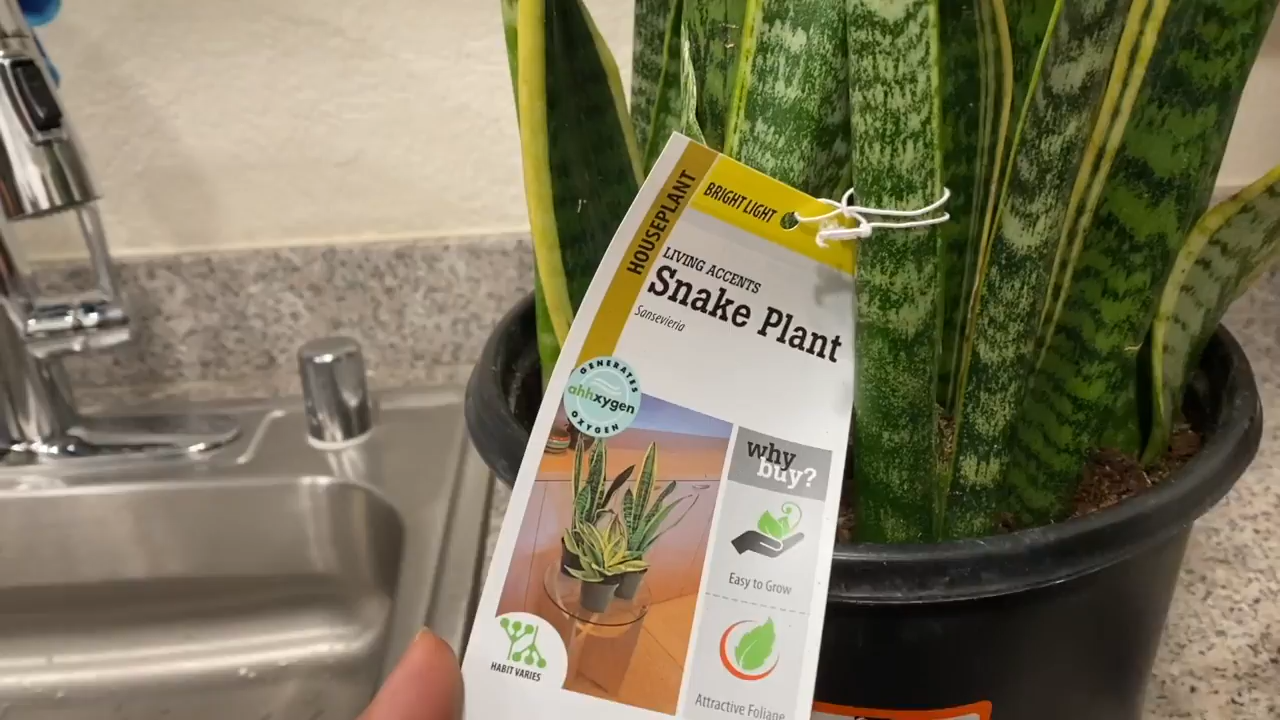 HOUSEPLANT
BRIGHT LIGHT
LIVING ACCENTS
Snake Plant
Sansevieria
GENERATES
ahhxygen
OXYGEN
why
buy?
Easy to Grow
HABIT VARIES
Attractive Foliage